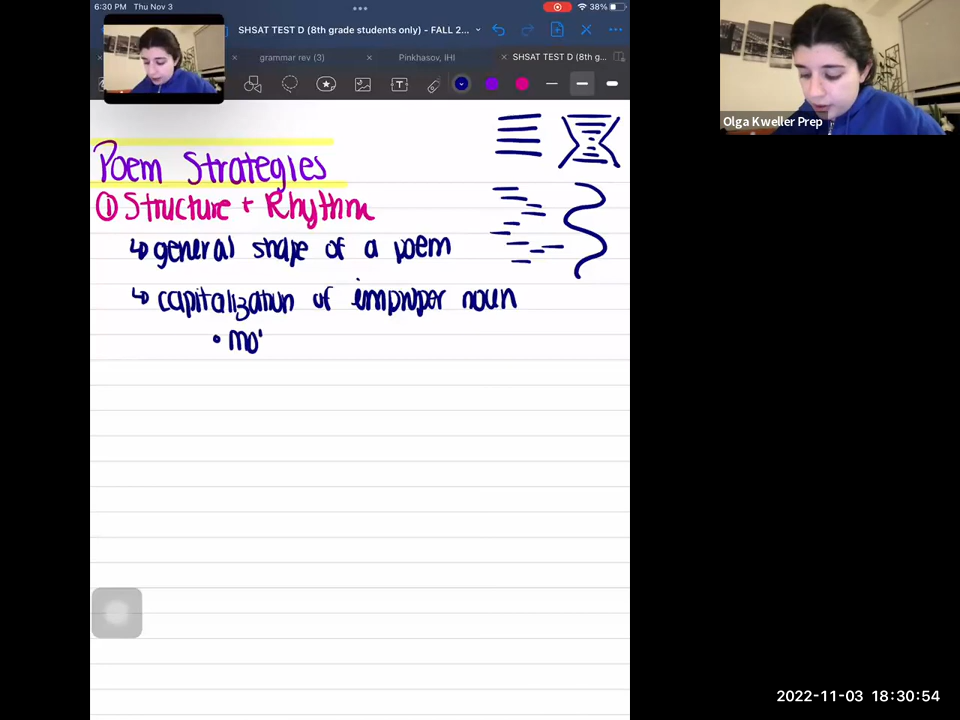 6:30 PM Thu Nov 3
38%
SHSAT TEST D (8th grade students only) - FALL 2...
grammar rev (3)
Pinkhasov, IHI
SHSAT TEST D (8th g...
Olga Kweller Prep
Poem Strategies
① Structure + Rhythm
↳ general shape of a poem
↳ capitalization of improper noun
• mo
2022-11-03 18:30:54